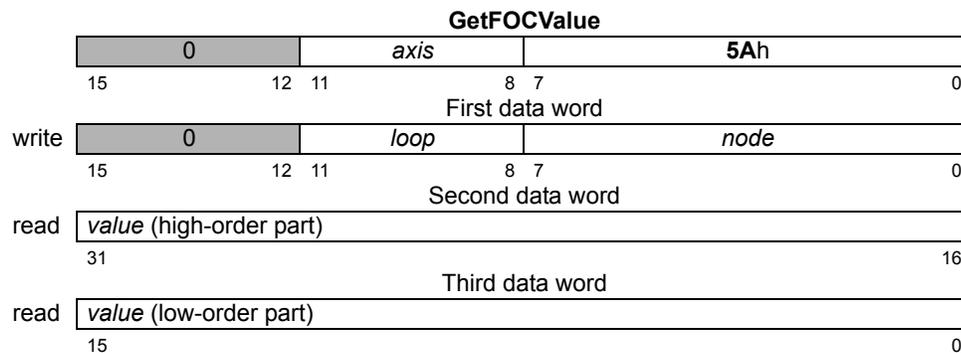 GetFOCValue
0 axis 5Ah
15 12 11 8 7 0
First data word
write 0 loop node
15 12 11 8 7 0
Second data word
read value (high-order part)
31 16
Third data word
read value (low-order part)
15 0